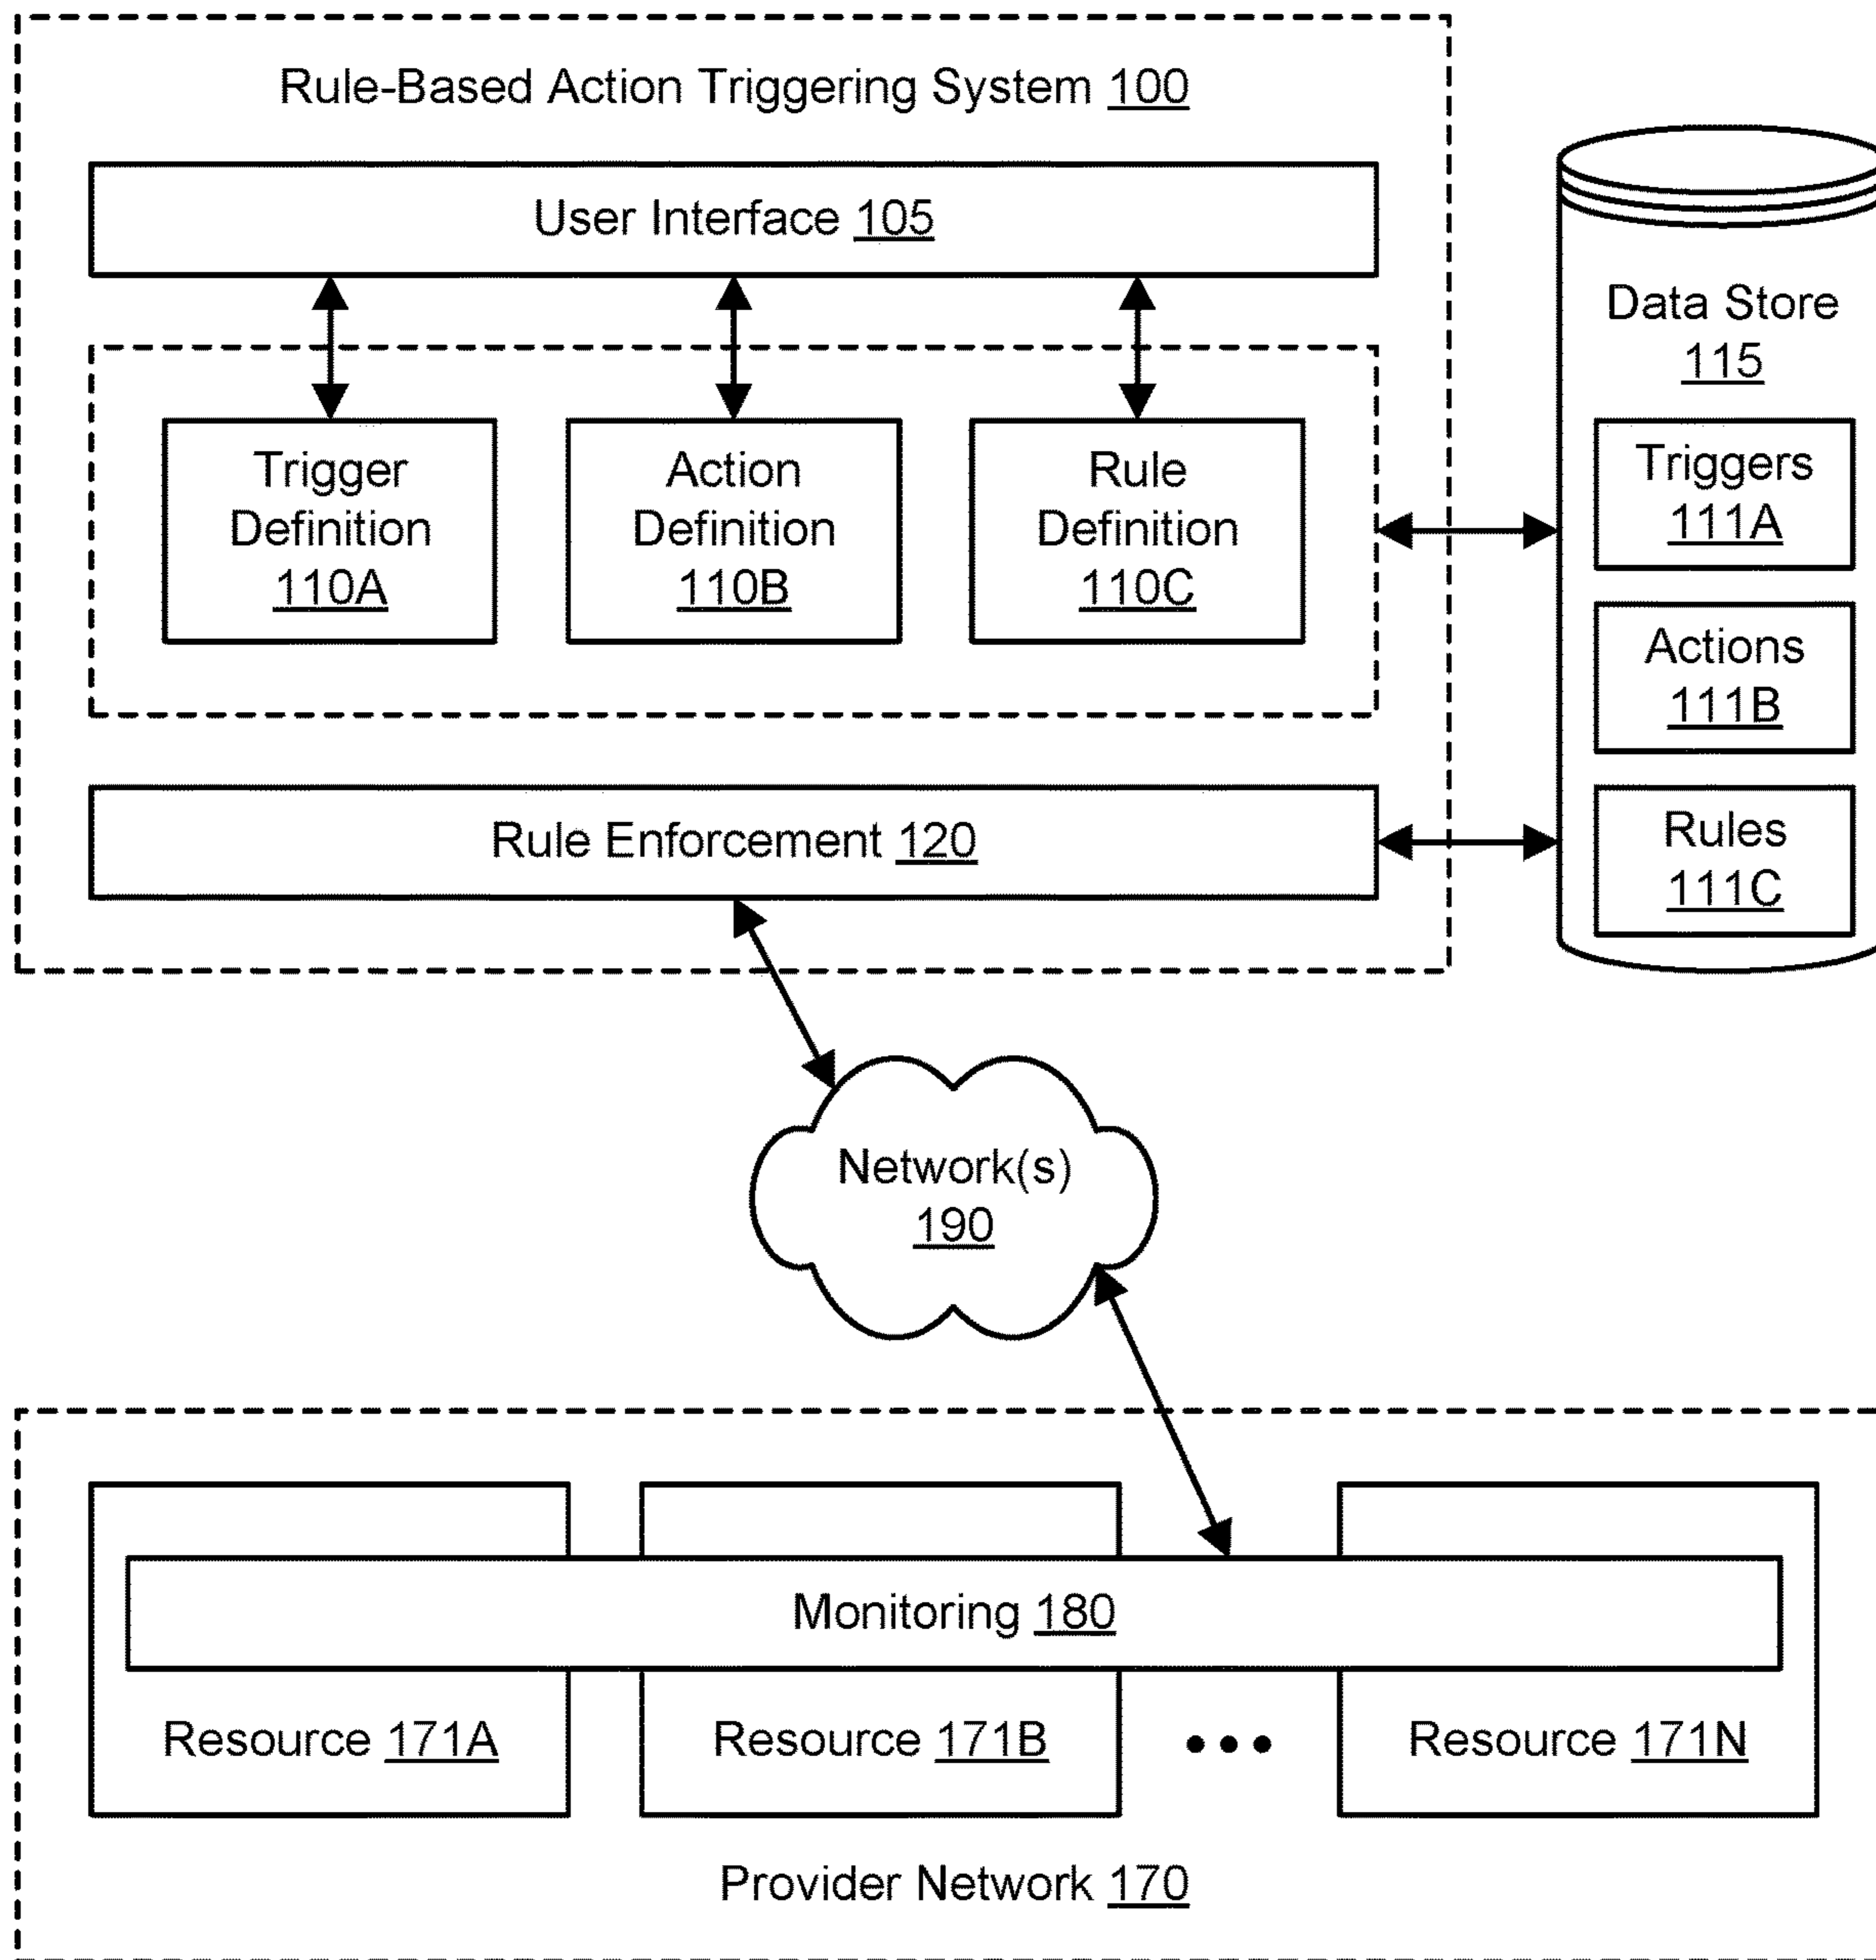 Rule-Based Action Triggering System 100
User Interface 105
Trigger
Definition
110A
Action
Definition
110B
Rule
Definition
110C
Rule Enforcement 120
Data Store
115
Triggers
111A
Actions
111B
Rules
111C
Network(s)
190
Monitoring 180
Resource 171A
Resource 171B
Resource 171N
Provider Network 170